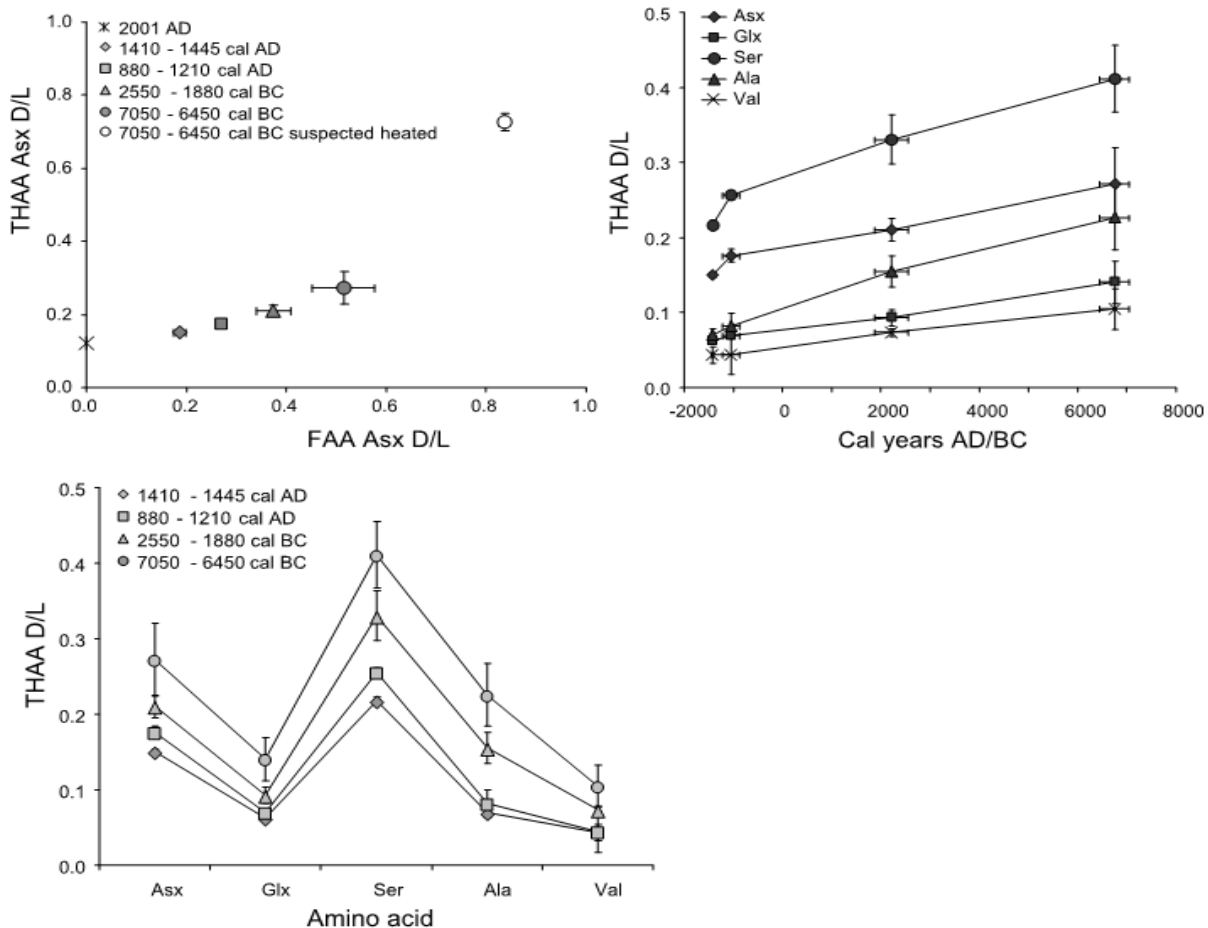 THAA Asx D/L
1.0
0.8
0.6
0.4
0.2
0.0
2001 AD
1410 - 1445 cal AD
880 - 1210 cal AD
2550 - 1880 cal BC
7050 - 6450 cal BC
7050 - 6450 cal BC suspected heated
0.0 0.2 0.4 0.6 0.8 1.0
FAA Asx D/L
THAA D/L
0.5
0.4
0.3
0.2
0.1
0.0
Asx
Glx
Ser
Ala
Val
-2000 0 2000 4000 6000 8000
Cal years AD/BC
THAA D/L
0.5
0.4
0.3
0.2
0.1
0.0
1410 - 1445 cal AD
880 - 1210 cal AD
2550 - 1880 cal BC
7050 - 6450 cal BC
Asx Glx Ser Ala Val
Amino acid